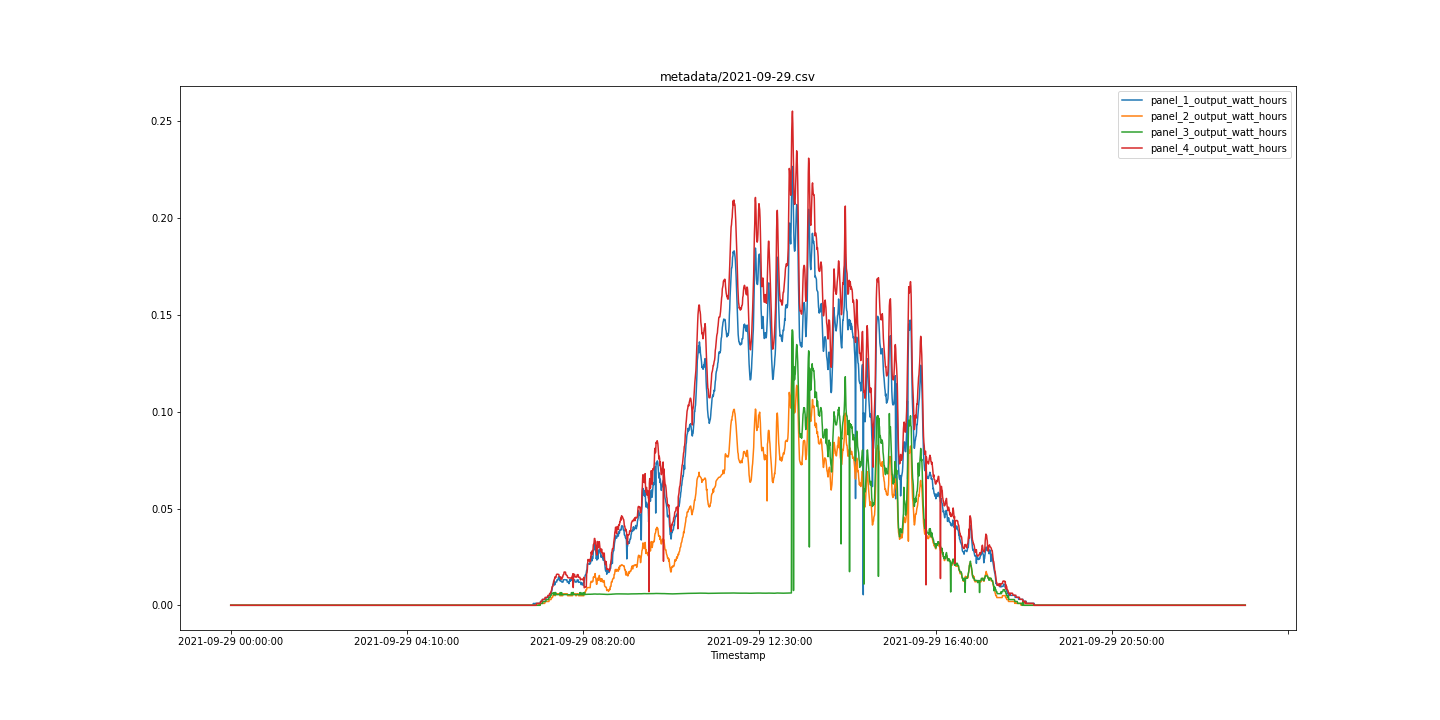 metadata/2021-09-29.csv
panel_1_output_watt_hours
panel_2_output_watt_hours
panel_3_output_watt_hours
panel_4_output_watt_hours
0.25
0.20
0.15
0.10
0.05
0.00
2021-09-29 00:00:00 2021-09-29 04:10:00 2021-09-29 08:20:00 2021-09-29 12:30:00 2021-09-29 16:40:00 2021-09-29 20:50:00
Timestamp